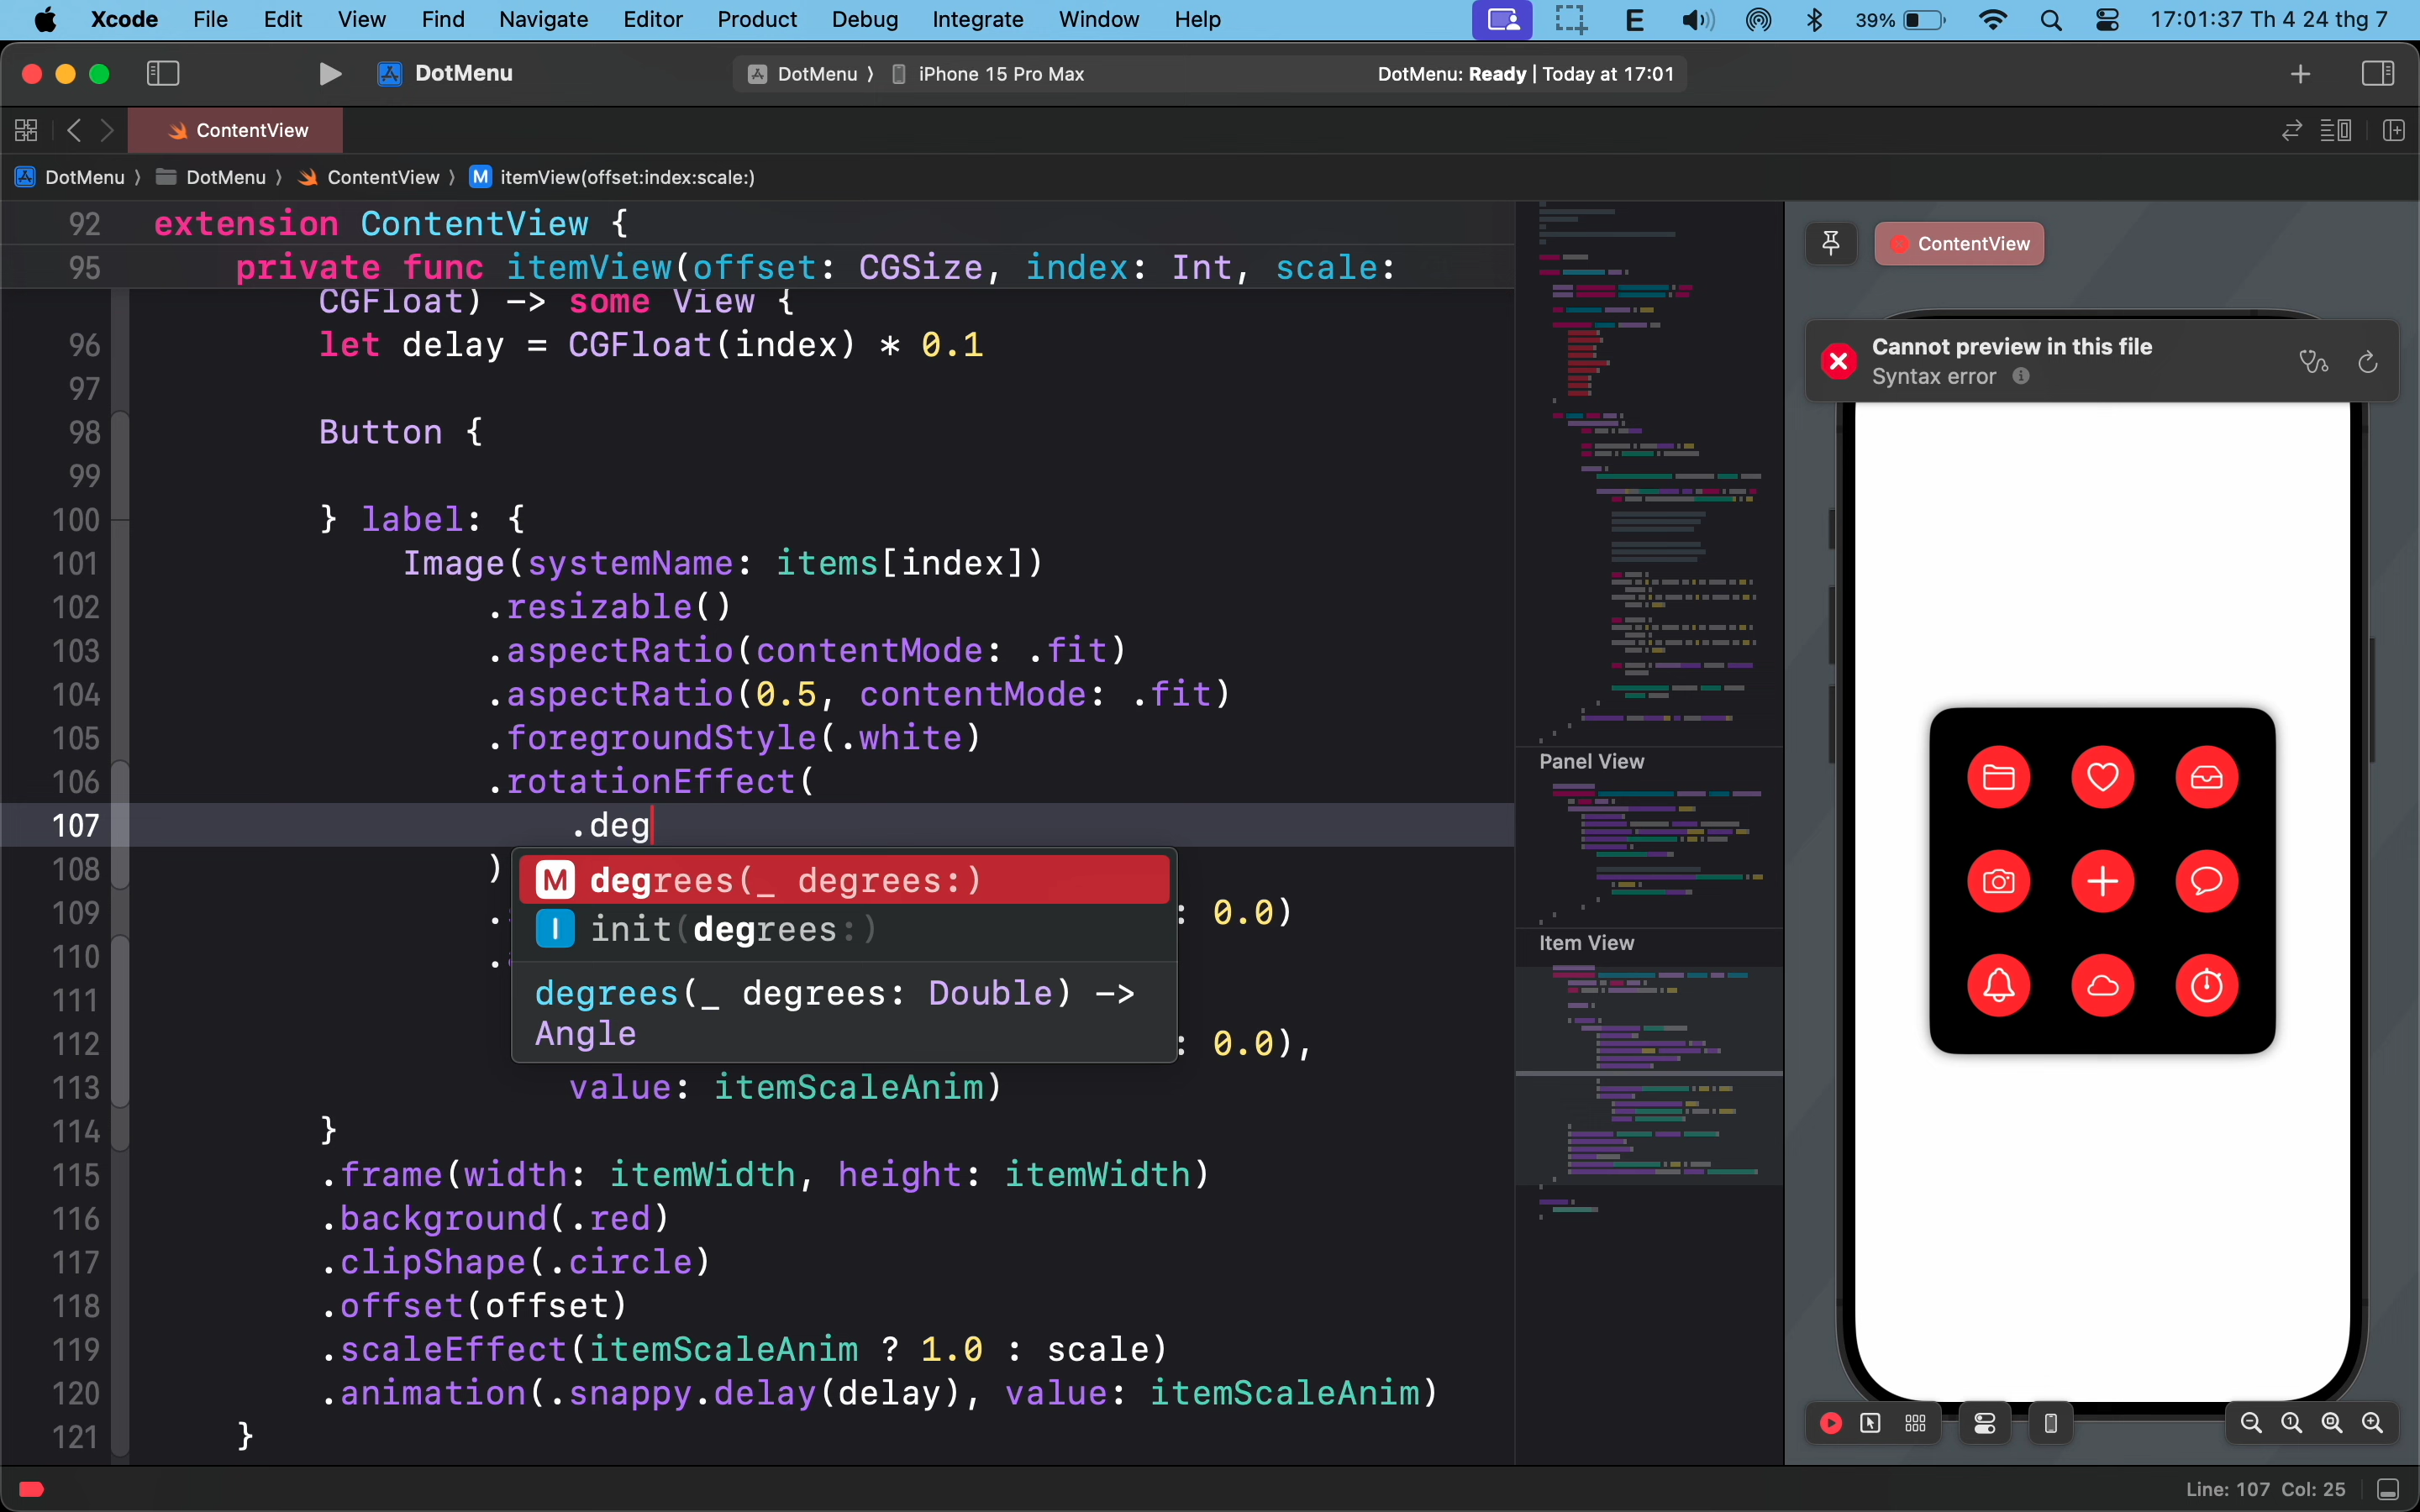 Xcode File Edit View Find Navigate Editor Product Debug Integrate Window Help E 39% 17:01:37 Th 4 24 thg 7
DotMenu DotMenu 〉 iPhone 15 Pro Max DotMenu: Ready | Today at 17:01
ContentView
DotMenu 〉 DotMenu 〉 ContentView 〉 M itemView(offset:index:scale:)
92 extension ContentView {
95 private func itemView(offset: CGSize, index: Int, scale:
CGFloat) -> some View {
96 let delay = CGFloat(index) * 0.1
97
98 Button {
99
100 } label: {
101 Image(systemName: items[index])
102 .resizable()
103 .aspectRatio(contentMode: .fit)
104 .aspectRatio(0.5, contentMode: .fit)
105 .foregroundStyle(.white)
106 .rotationEffect(
107 .deg
108 )
M degrees(_ degrees:)
109 . : 0.0)
I init(degrees:)
110 .
111
degrees(_ degrees: Double) ->
Angle
112 : 0.0),
113 value: itemScaleAnim)
114 }
115 .frame(width: itemWidth, height: itemWidth)
116 .background(.red)
117 .clipShape(.circle)
118 .offset(offset)
119 .scaleEffect(itemScaleAnim ? 1.0 : scale)
120 .animation(.snappy.delay(delay), value: itemScaleAnim)
121 }
Panel View
Item View
ContentView
Cannot preview in this file
Syntax error
Line: 107 Col: 25